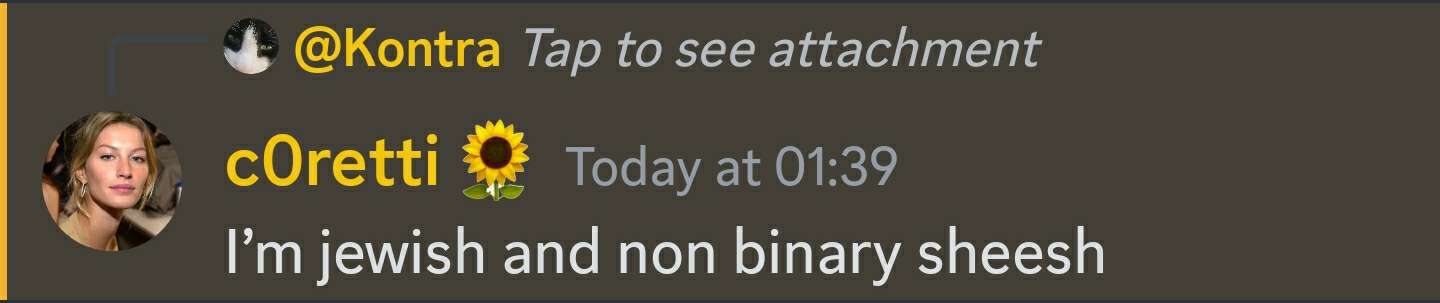 @Kontra Tap to see attachment
c0retti🌻 Today at 01:39
I'm jewish and non binary sheesh